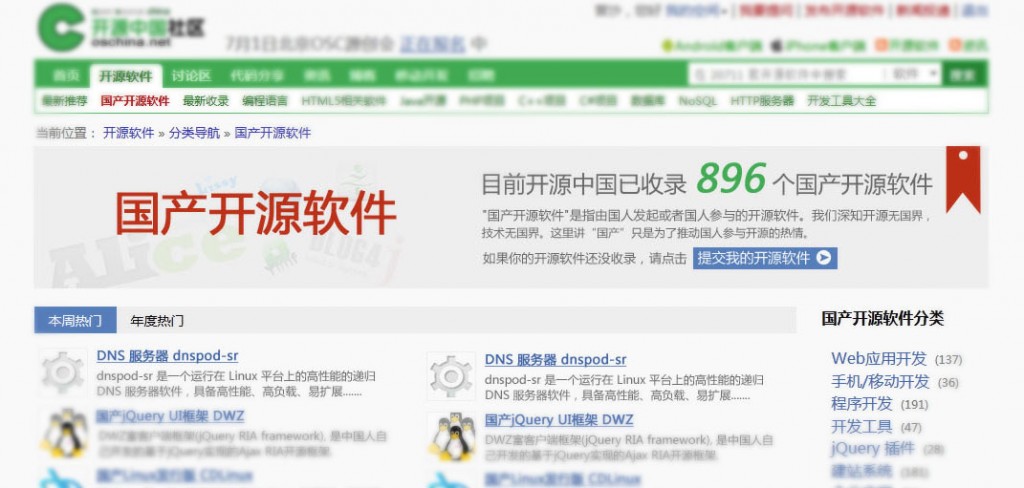 开源中国社区
oschina.net
7月1日北京OSC源创会 正在报名 中
首页 开源软件 讨论区 代码分享 资讯 移动开发 招聘
最新推荐 国产开源软件 最新收录 编程语言 HTML5相关软件 Java开源 PHP项目 C++项目 C#项目 数据库 NoSQL HTTP服务器 开发工具大全
当前位置： 开源软件 » 分类导航 » 国产开源软件
国产开源软件
目前开源中国已收录 896 个国产开源软件
"国产开源软件"是指由国人发起或者国人参与的开源软件。我们深知开源无国界，
技术无国界。这里讲“国产”只是为了推动国人参与开源的热情。
如果你的开源软件还没收录，请点击 提交我的开源软件
本周热门 年度热门
国产开源软件分类
DNS 服务器 dnspod-sr
dnspod-sr 是一个运行在 Linux 平台上的高性能的递归
DNS 服务器软件，具备高性能、高负载、易扩展.......
国产jQuery UI框架 DWZ
DWZ富客户端框架(jQuery RIA framework), 是中国人自
己开发的基于jQuery实现的Ajax RIA开源框架.
国产Linux发行版 CDLinux
DNS 服务器 dnspod-sr
dnspod-sr 是一个运行在 Linux 平台上的高性能的递归
DNS 服务器软件，具备高性能、高负载、易扩展.......
国产jQuery UI框架 DWZ
DWZ富客户端框架(jQuery RIA framework), 是中国人自
己开发的基于jQuery实现的Ajax RIA开源框架.
国产Linux发行版 CDLinux
Web应用开发 (137)
手机/移动开发 (36)
程序开发 (191)
开发工具 (47)
jQuery 插件 (28)
建站系统 (181)